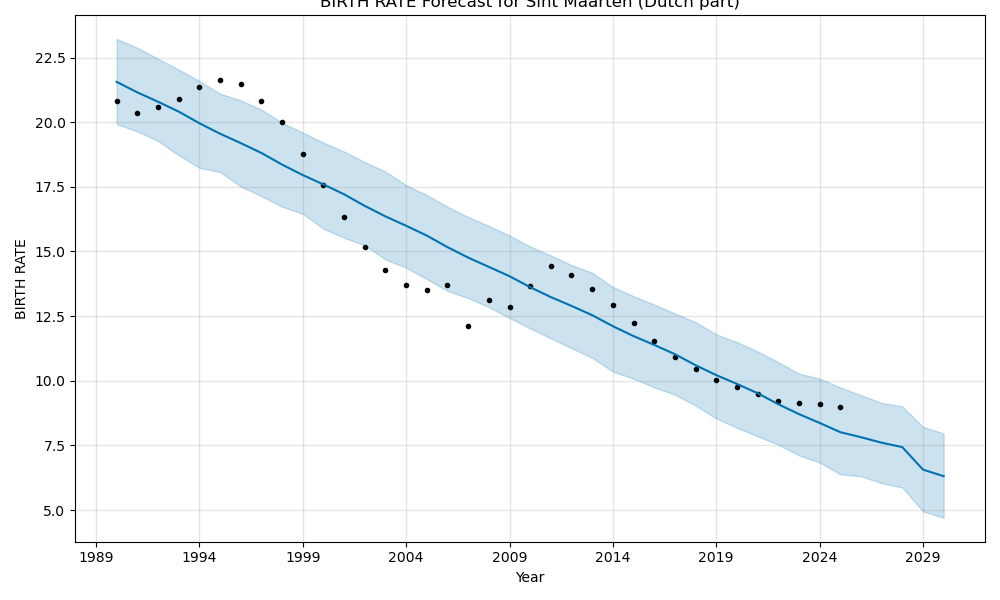 BIRTH RATE Forecast for Sint Maarten (Dutch part)
22.5
20.0
17.5
15.0
12.5
10.0
7.5
5.0
BIRTH RATE
1989 1994 1999 2004 2009 2014 2019 2024 2029
Year